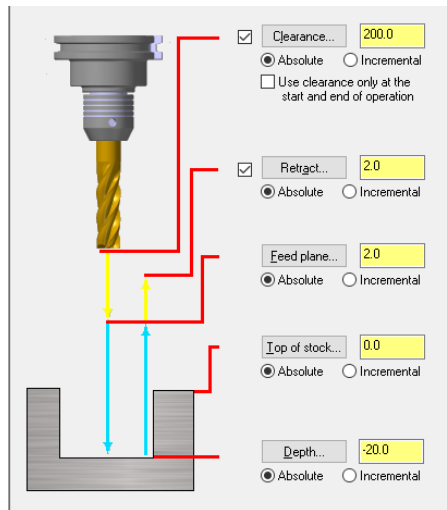 Clearance... 200.0
Absolute Incremental
Use clearance only at the
start and end of operation
Retract... 2.0
Absolute Incremental
Feed plane... 2.0
Absolute Incremental
Top of stock... 0.0
Absolute Incremental
Depth... -20.0
Absolute Incremental